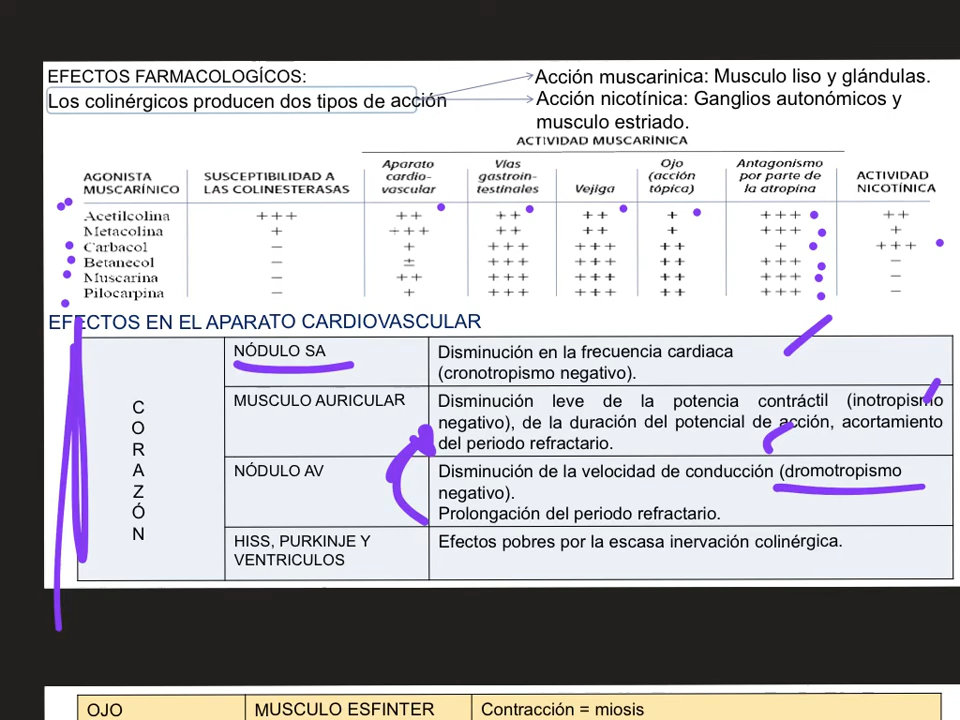 EFECTOS FARMACOLOGÍCOS:
Los colinérgicos producen dos tipos de acción
Acción muscarinica: Musculo liso y glándulas.
Acción nicotínica: Ganglios autonómicos y
musculo estriado.
ACTIVIDAD MUSCARÍNICA
AGONISTA MUSCARÍNICO SUSCEPTIBILIDAD A LAS COLINESTERASAS Aparato cardio-vascular Vías gastroin-testinales Vejiga Ojo (acción tópica) Antagonismo por parte de la atropina ACTIVIDAD NICOTÍNICA
Acetilcolina +++ ++ ++ ++ + +++ ++
Metacolina + +++ ++ ++ + +++ +
Carbacol − + +++ +++ ++ + +++
Betanecol − ± +++ +++ ++ +++ −
Muscarina − ++ +++ +++ ++ +++ −
Pilocarpina − + +++ +++ ++ +++ −
EFECTOS EN EL APARATO CARDIOVASCULAR
CORAZÓN
NÓDULO SA
Disminución en la frecuencia cardiaca
(cronotropismo negativo).
MUSCULO AURICULAR
Disminución leve de la potencia contráctil (inotropismo
negativo), de la duración del potencial de acción, acortamiento
del periodo refractario.
NÓDULO AV
Disminución de la velocidad de conducción (dromotropismo
negativo).
Prolongación del periodo refractario.
HISS, PURKINJE Y
VENTRICULOS
Efectos pobres por la escasa inervación colinérgica.
OJO MUSCULO ESFINTER Contracción = miosis